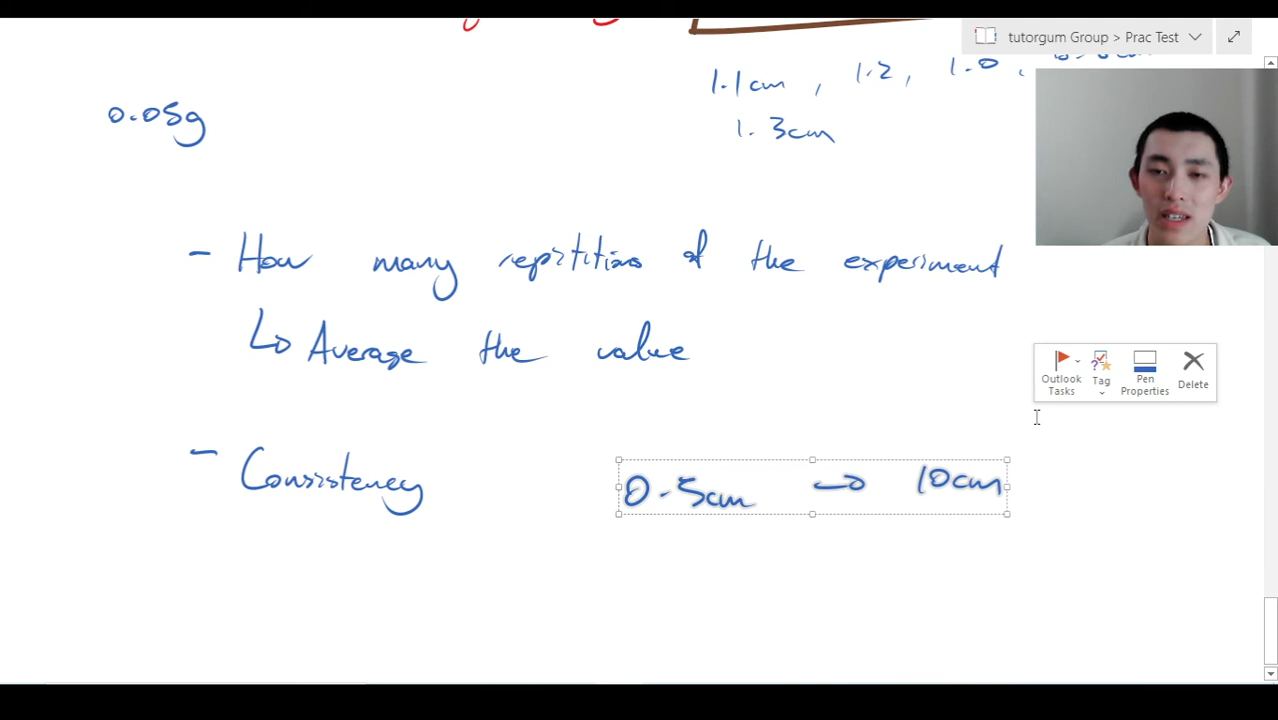 tutorgum Group > Prac Test
1.1cm , 1.2 , 1.0 ,
1.3cm
0.05g
- How many repititions of the experiment
↳ Average the value
Outlook Tasks
Tag
Pen Properties
Delete
- Consistency
0.5cm → 10cm